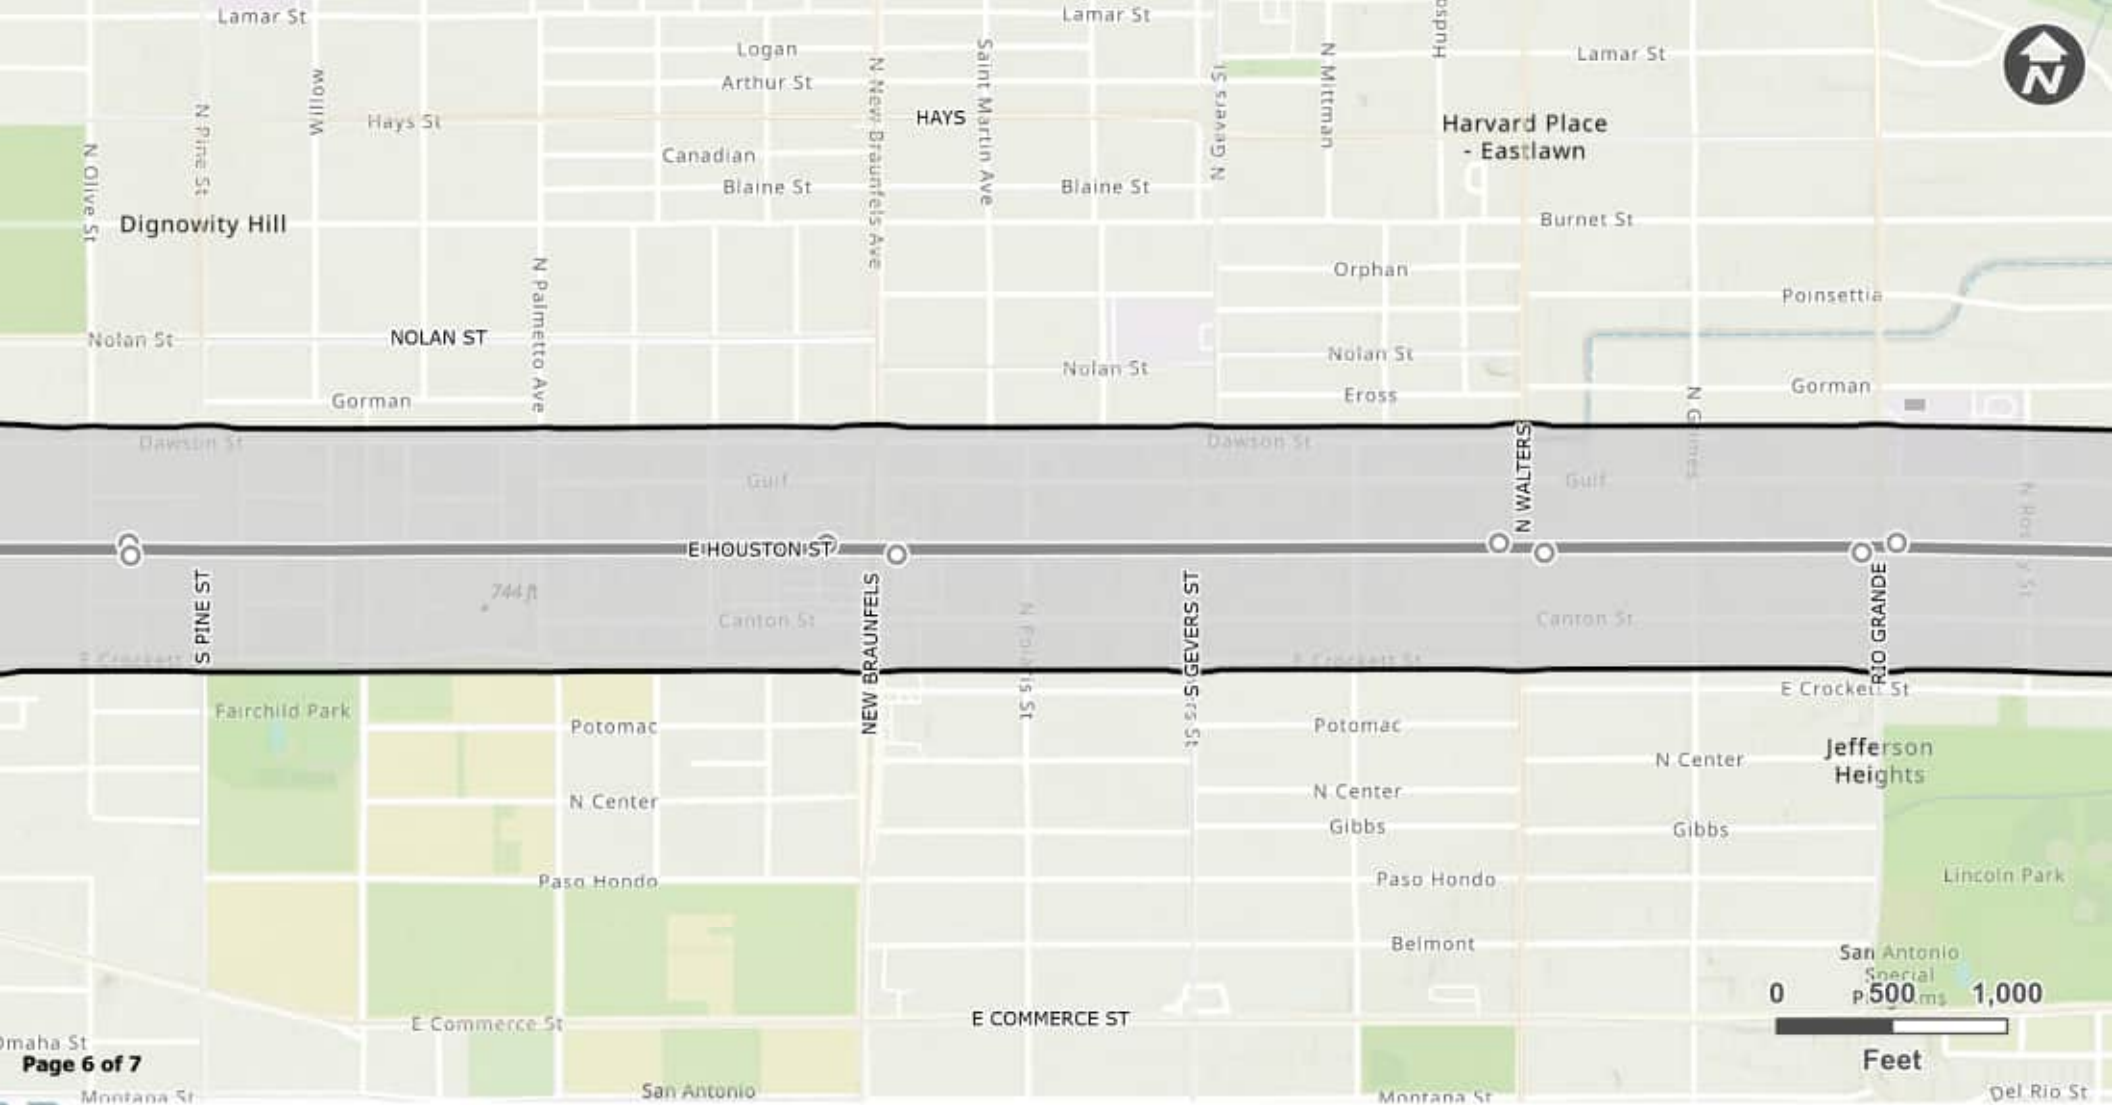 Lamar St
Lamar St
Logan
Arthur St
Lamar St
N
Willow
N Pine St
Hays St
HAYS
N New Braunfels Ave
Saint Martin Ave
N Gevers St
N Mittman
Harvard Place
- Eastlawn
N Olive St
Canadian
Blaine St
Blaine St
Dignowity Hill
Burnet St
N Palmetto Ave
Orphan
Poinsettia
Nolan St
NOLAN ST
Nolan St
Nolan St
Gorman
Eross
Gorman
N Grimes
Dawson St
Dawson St
N WALTERS
Gulf
Gulf
E HOUSTON ST
S PINE ST
744 ft
NEW BRAUNFELS
Canton St
S GEVERS ST
Canton St
RIO GRANDE
E Crockett
E Crockett St
E Crockett St
Fairchild Park
Potomac
Potomac
Jefferson
Heights
N Center
N Center
N Center
Gibbs
Gibbs
Paso Hondo
Paso Hondo
Lincoln Park
Belmont
San Antonio
Special
0 500 1,000
Feet
E Commerce St
E COMMERCE ST
Omaha St
Page 6 of 7
Montana St
San Antonio
Montana St
Del Rio St